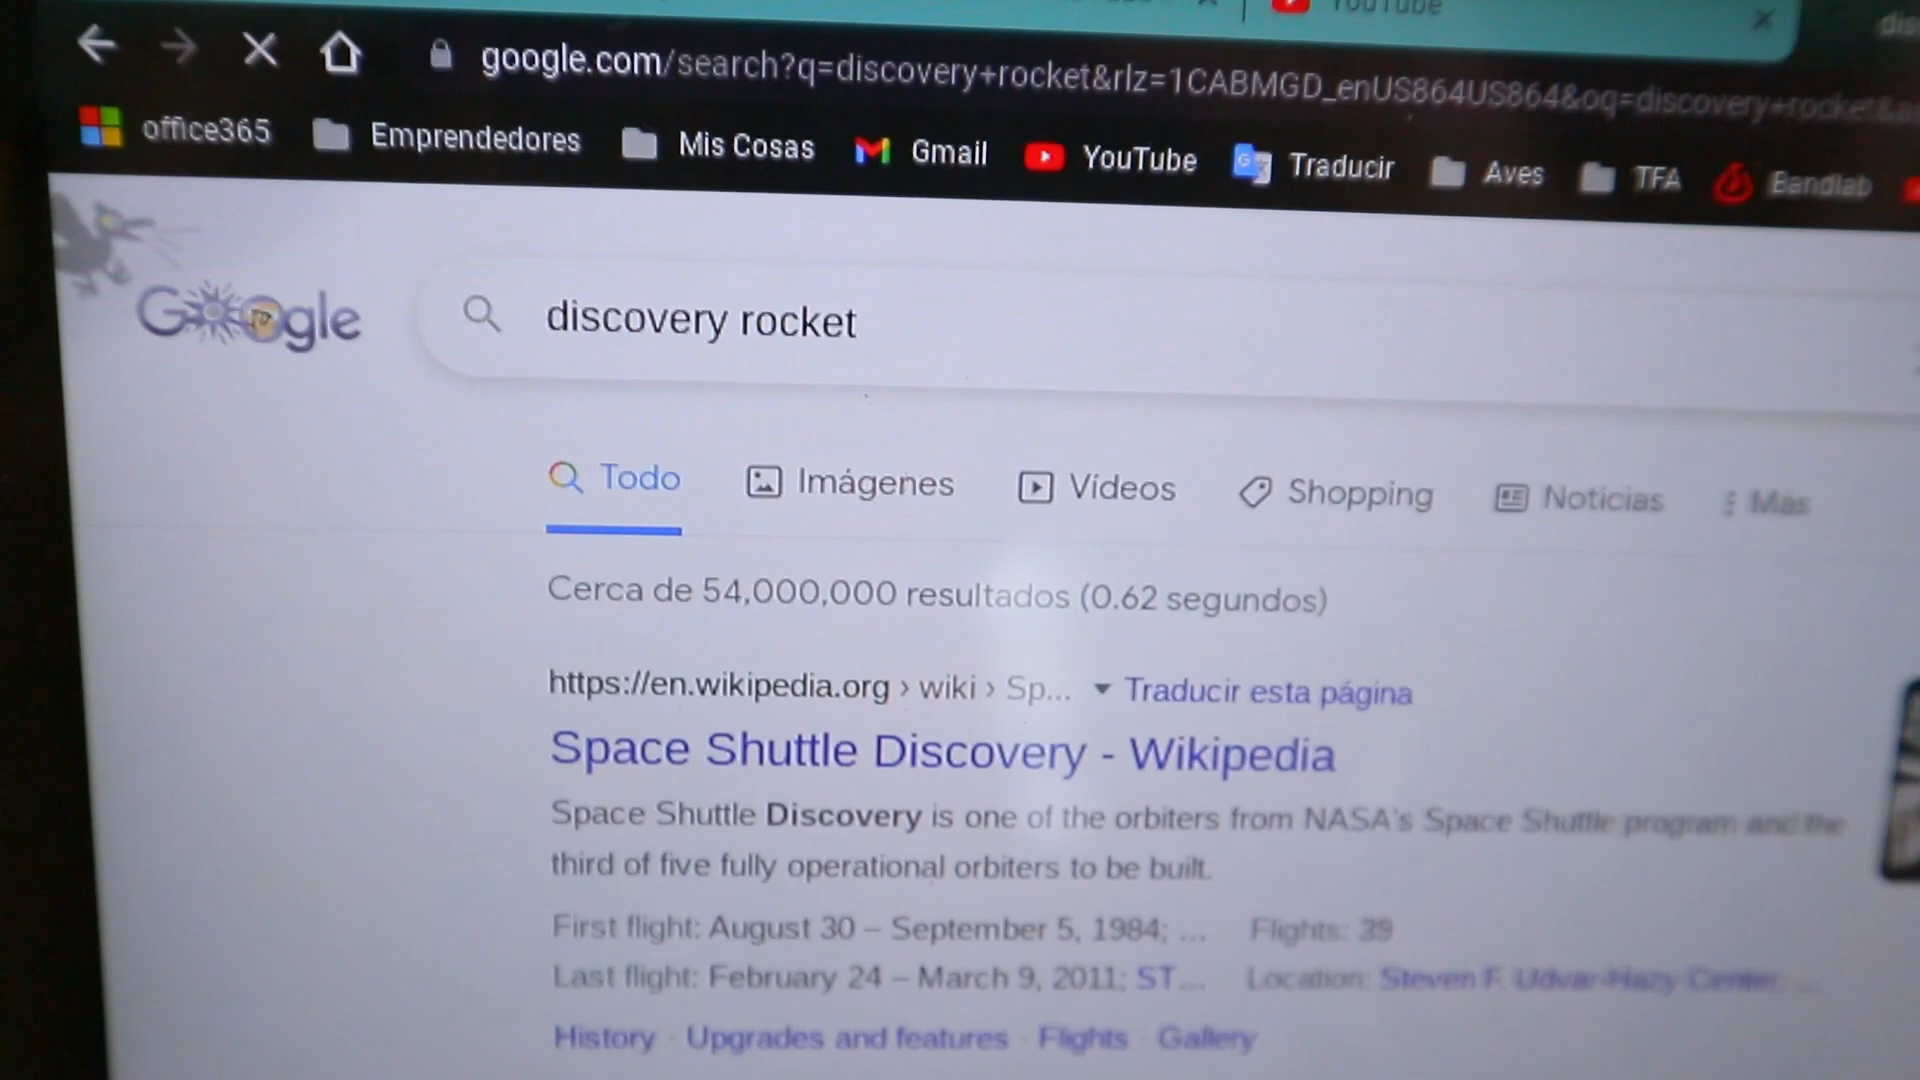 YouTube
google.com/search?q=discovery+rocket&rlz=1CABMGD_enUS864US864&oq=discovery+rocket&a
office365 Emprendedores Mis Cosas Gmail YouTube Traducir Aves TFA Bandlab
Google discovery rocket
Todo Imágenes Vídeos Shopping Noticias Más
Cerca de 54,000,000 resultados (0.62 segundos)
https://en.wikipedia.org › wiki › Sp... Traducir esta página
Space Shuttle Discovery - Wikipedia
Space Shuttle Discovery is one of the orbiters from NASA's Space Shuttle program and the
third of five fully operational orbiters to be built.
First flight: August 30 – September 5, 1984; ... Flights: 39
Last flight: February 24 – March 9, 2011; ST... Location: Steven F. Udvar-Hazy Center, ...
History · Upgrades and features · Flights · Gallery